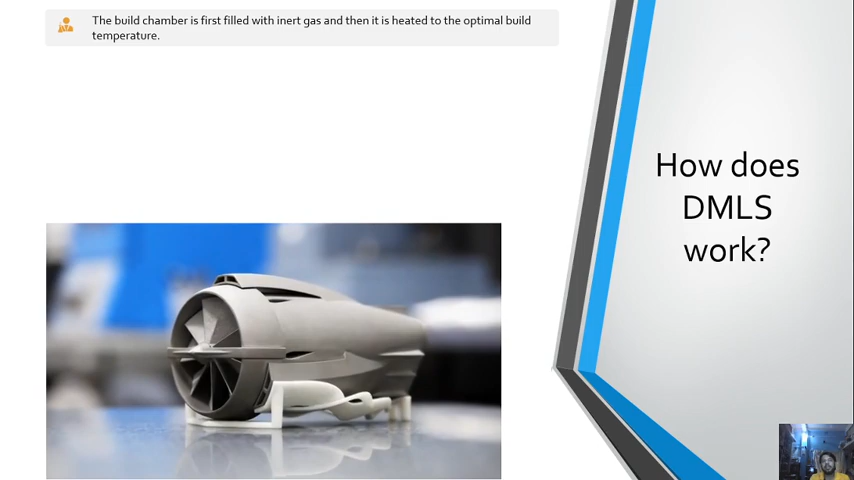 The build chamber is first filled with inert gas and then it is heated to the optimal build
temperature.
How does
DMLS
work?